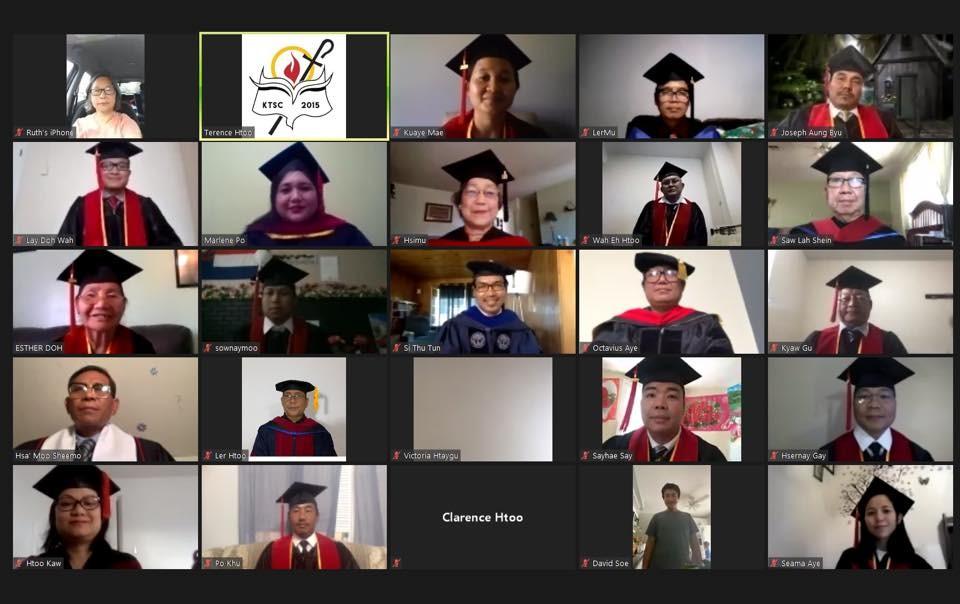 Ruth's iPhone
KTSC 2015
Terence Htoo
Kuaye Mae
LerMu
Joseph Aung Byu
Lay Doh Wah
Marlene Po
Hsimu
Wah Eh Htoo
Saw Lah Shein
ESTHER DOH
sownaymoo
Si Thu Tun
Octavius Aye
Kyaw Gu
Hsa' Moo Sheemo
Ler Htoo
Victoria Htaygu
Sayhae Say
Hsernay Gay
Htoo Kaw
Po Khu
Clarence Htoo
David Soe
Seama Aye